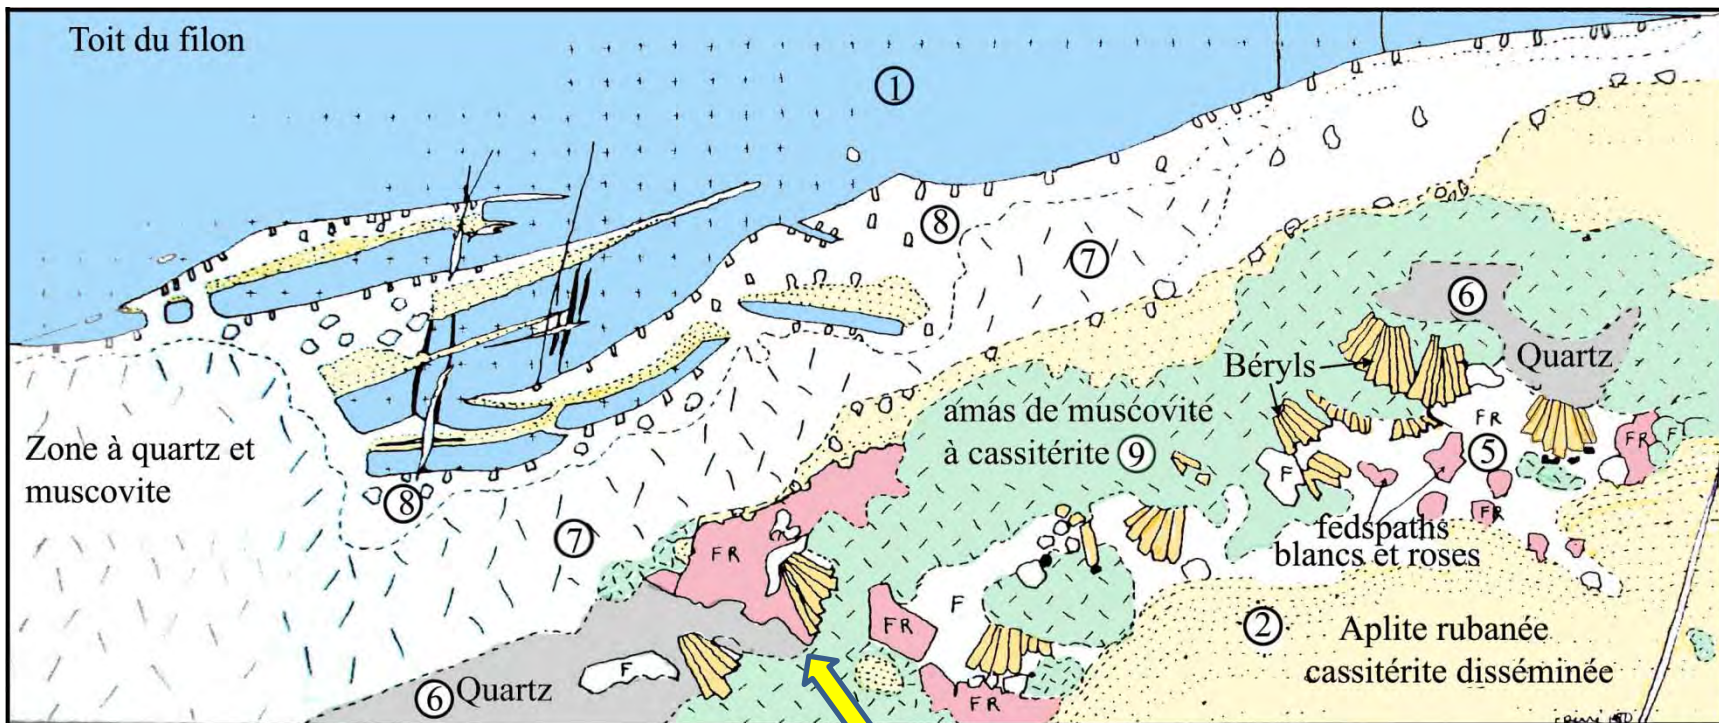 Toit du filon
1
8
7
6
Quartz
Béryls
FR
FR
F
amas de muscovite
à cassitérite 9
5
F
Zone à quartz et
muscovite
8
fedspaths
blancs et roses
FR
7
FR
F
FR
2
Aplite rubanée
cassitérite disséminée
F
6 Quartz
FR